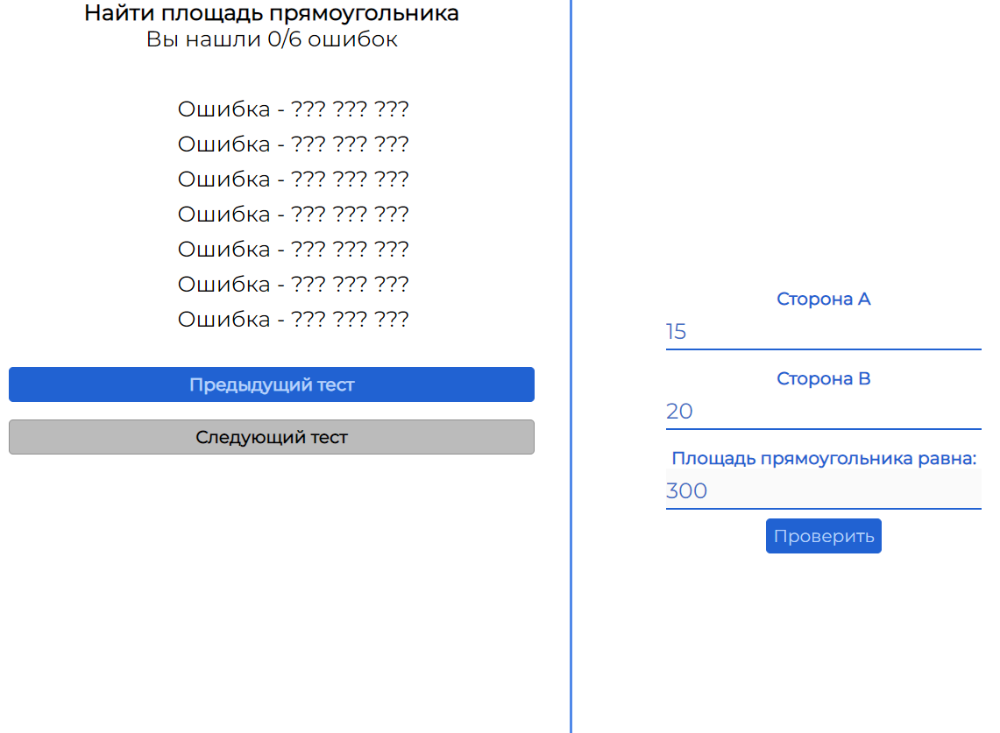 Найти площадь прямоугольника
Вы нашли 0/6 ошибок
Ошибка - ??? ??? ???
Ошибка - ??? ??? ???
Ошибка - ??? ??? ???
Ошибка - ??? ??? ???
Ошибка - ??? ??? ???
Ошибка - ??? ??? ???
Ошибка - ??? ??? ???
Предыдущий тест
Следующий тест
Сторона А
15
Сторона В
20
Площадь прямоугольника равна:
300
Проверить